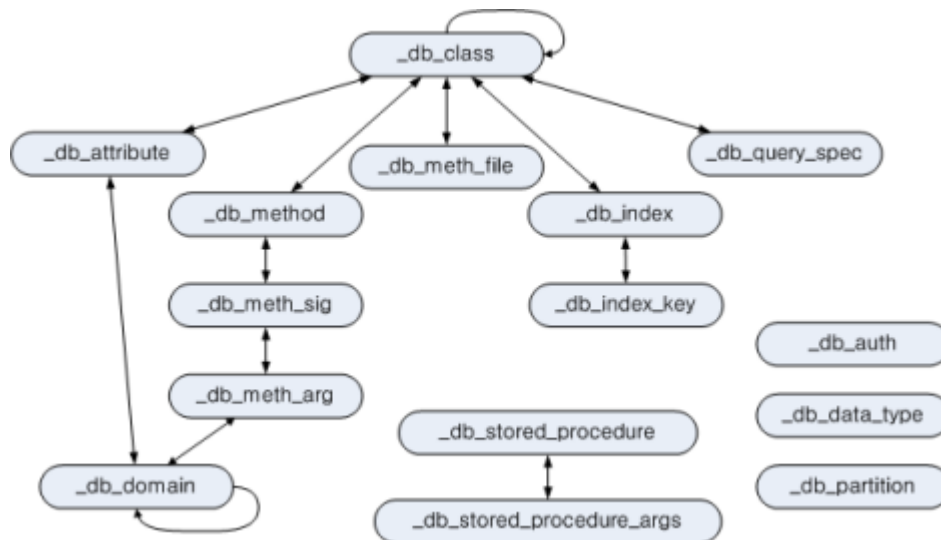 _db_class
_db_attribute
_db_meth_file
_db_query_spec
_db_method
_db_index
_db_meth_sig
_db_index_key
_db_auth
_db_meth_arg
_db_stored_procedure
_db_data_type
_db_domain
_db_partition
_db_stored_procedure_args